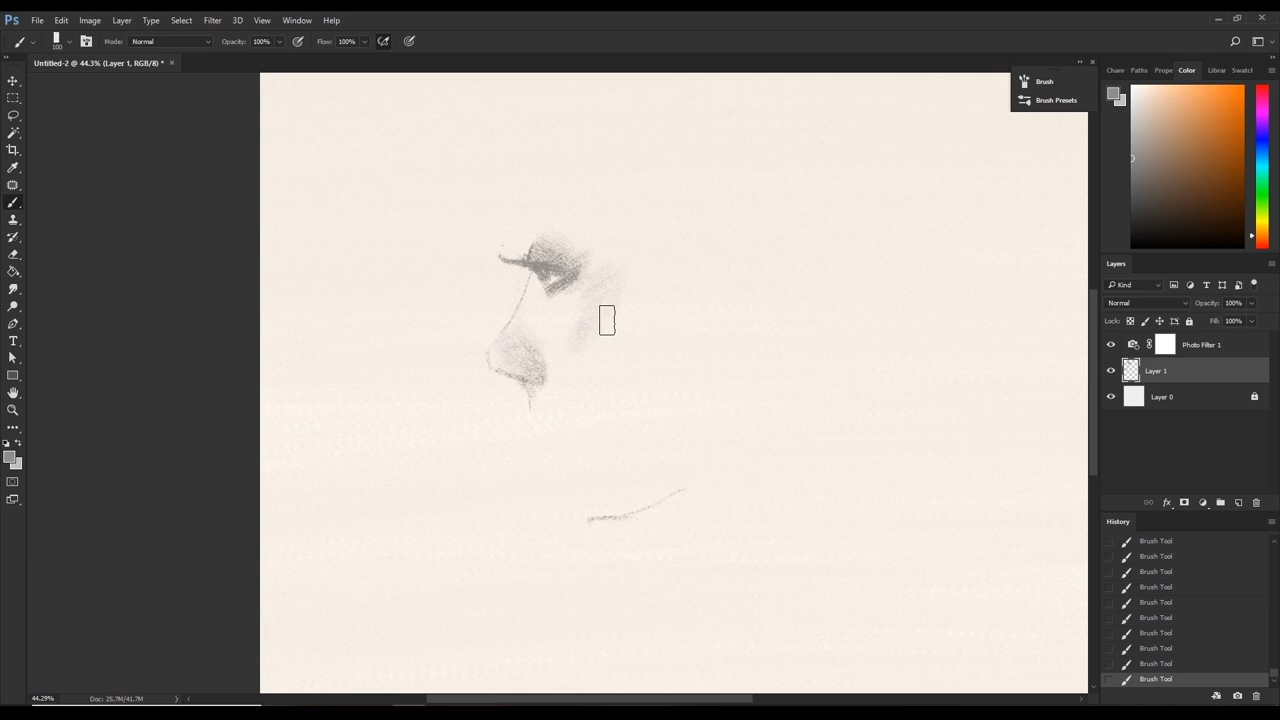 Ps File Edit Image Layer Type Select Filter 3D View Window Help
100 Mode: Normal Opacity: 100% Flow: 100%
Untitled-2 @ 44.3% (Layer 1, RGB/8) * ×
Brush
Brush Presets
Chanr Paths Prope Color Librar Swatct
Layers
Kind
Normal Opacity: 100%
Lock: Fill: 100%
Photo Filter 1
Layer 1
Layer 0
fx
History
Brush Tool
Brush Tool
Brush Tool
Brush Tool
Brush Tool
Brush Tool
Brush Tool
Brush Tool
Brush Tool
Brush Tool
44.29% Doc: 25.7M/41.7M